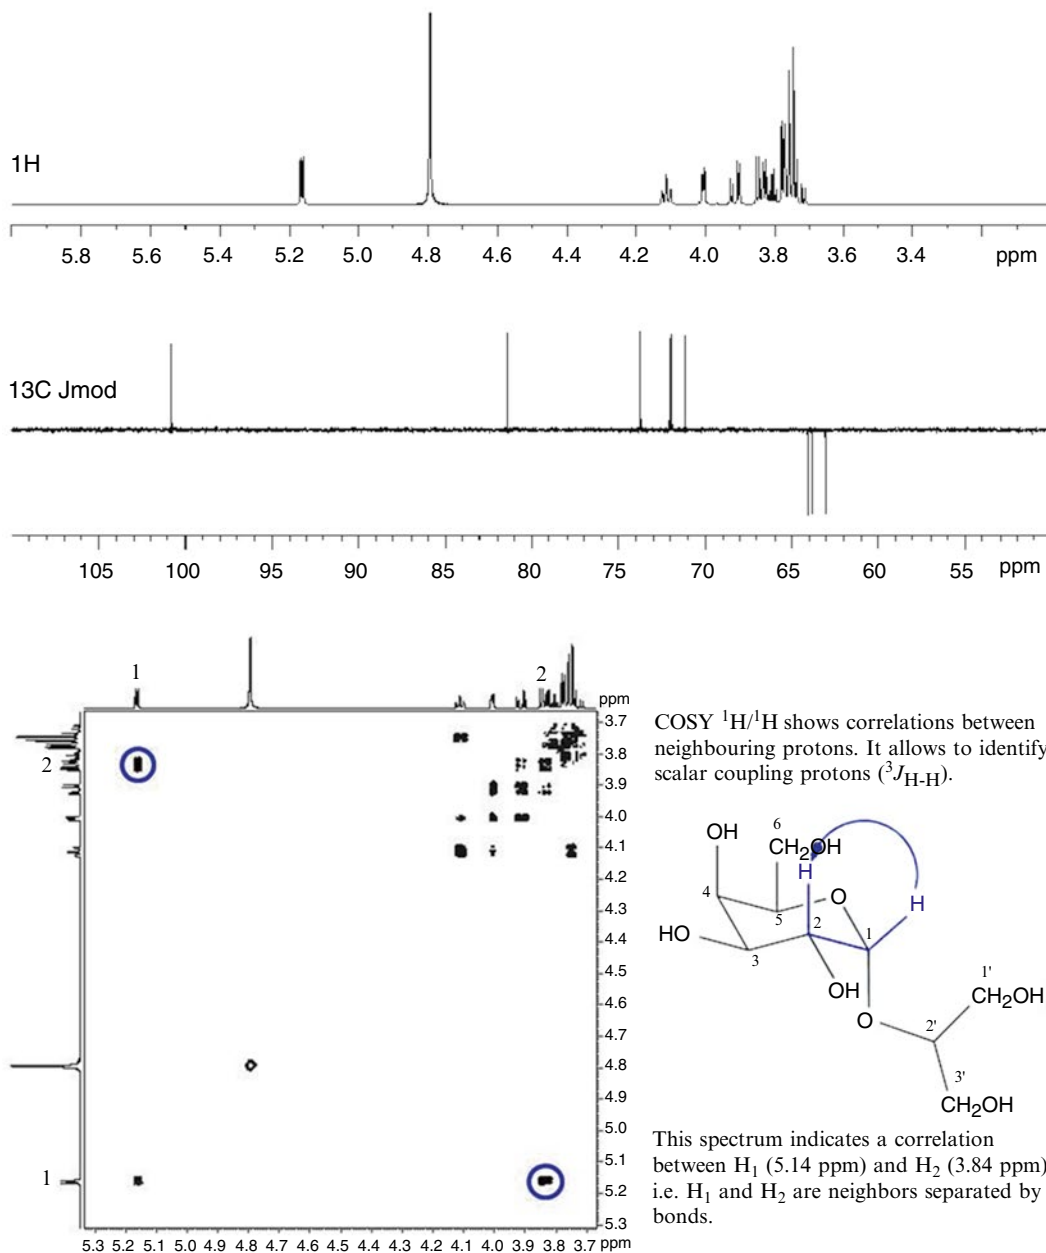 1H
5.8 5.6 5.4 5.2 5.0 4.8 4.6 4.4 4.2 4.0 3.8 3.6 3.4 ppm
13C Jmod
105 100 95 90 85 80 75 70 65 60 55 ppm
1 2
ppm
3.7
2 3.8
3.9
4.0
4.1
4.2
4.3
4.4
4.5
4.6
4.7
4.8
4.9
5.0
5.1
1 5.2
5.3
5.3 5.2 5.1 5.0 4.9 4.8 4.7 4.6 4.5 4.4 4.3 4.2 4.1 4.0 3.9 3.8 3.7 ppm
COSY ¹H/¹H shows correlations between
neighbouring protons. It allows to identify
scalar coupling protons (³J_H-H).
6
OH CH₂OH
H
4 O H
5 2 1
HO 3
OH 1'
CH₂OH
O 2'
3'
CH₂OH
This spectrum indicates a correlation
between H₁ (5.14 ppm) and H₂ (3.84 ppm)
i.e. H₁ and H₂ are neighbors separated by
bonds.